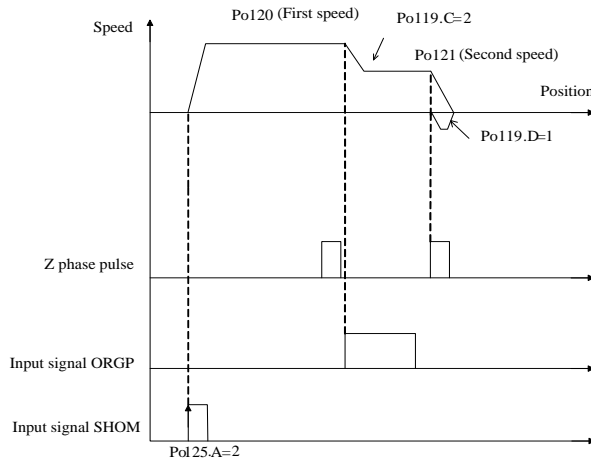 Po120 (First speed)
Po119.C=2
Speed
Po121 (Second speed)
Position
Po119.D=1
Z phase pulse
Input signal ORGP
Input signal SHOM
Po125.A=2